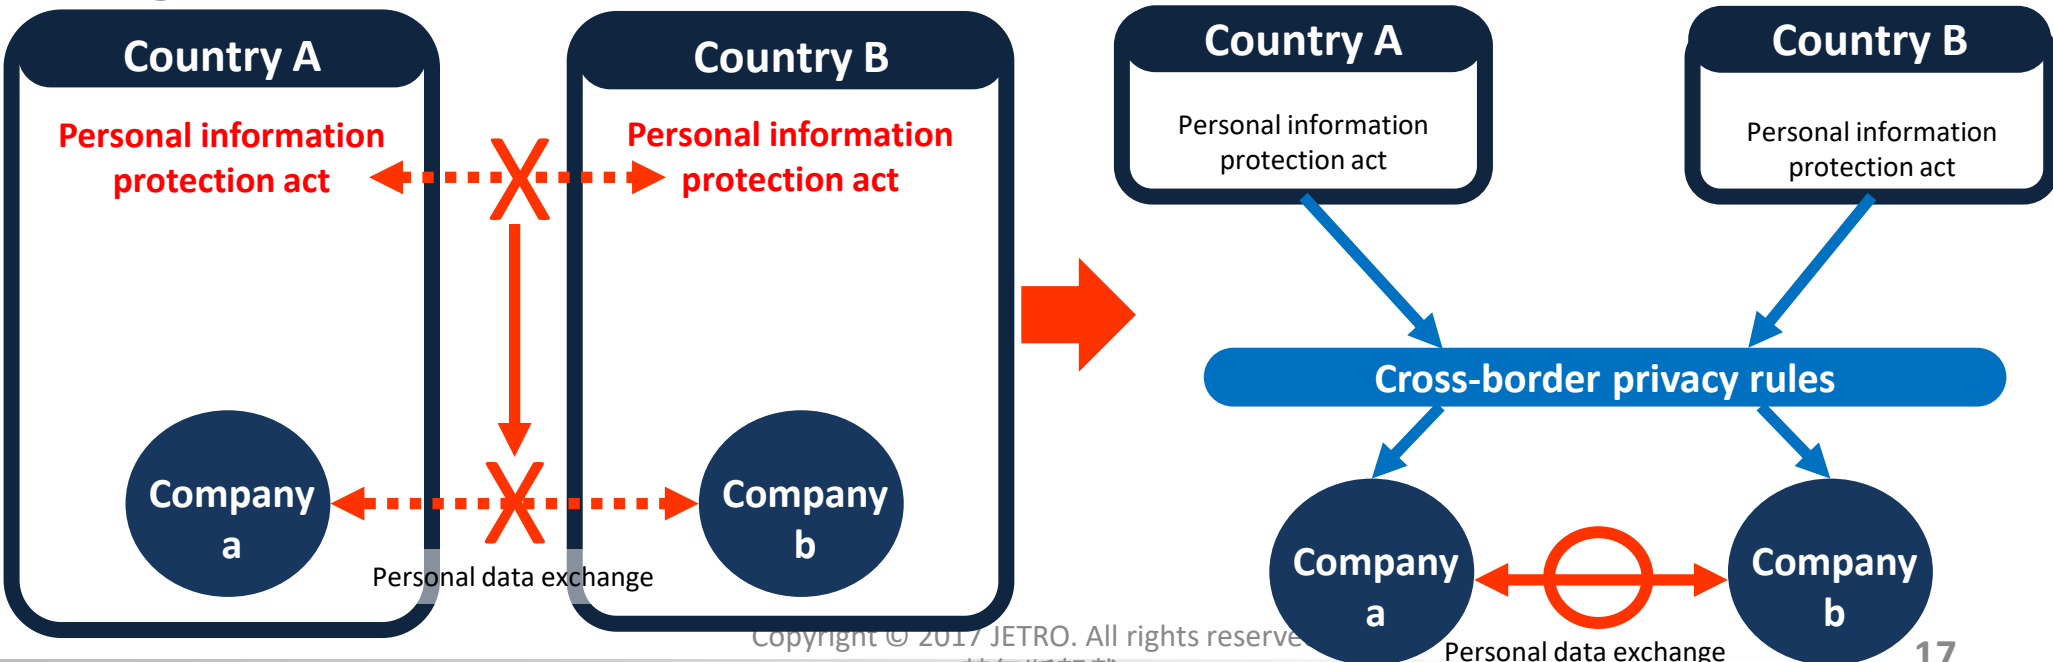 Country A
Personal information
protection act
Country B
Personal information
protection act
X
Company
a
X
Company
b
Personal data exchange
Country A
Personal information
protection act
Country B
Personal information
protection act
Cross-border privacy rules
Company
a
Company
b
Personal data exchange
Copyright © 2017 JETRO. All rights reserve
17